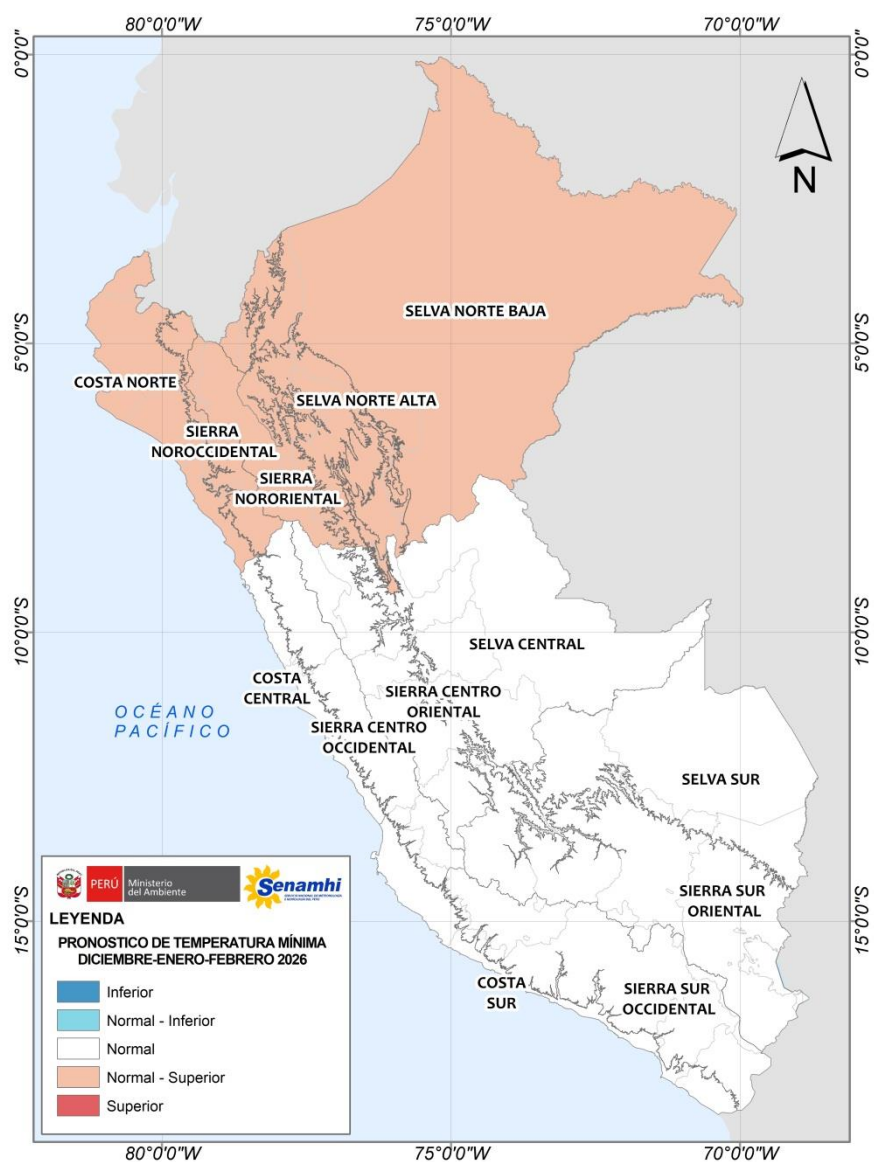 80°0'0"W 75°0'0"W 70°0'0"W
0°0'0" 0°0'0"
N
SELVA NORTE BAJA
5°0'0"S 5°0'0"S
COSTA NORTE
SELVA NORTE ALTA
SIERRA
NOROCCIDENTAL
SIERRA
NORORIENTAL
10°0'0"S 10°0'0"S
SELVA CENTRAL
COSTA
CENTRAL
SIERRA CENTRO
ORIENTAL
OCÉANO
PACÍFICO
SIERRA CENTRO
OCCIDENTAL
SELVA SUR
SIERRA SUR
ORIENTAL
15°0'0"S 15°0'0"S
COSTA
SUR
SIERRA SUR
OCCIDENTAL
PERÚ Ministerio
del Ambiente
Senamhi
LEYENDA
PRONOSTICO DE TEMPERATURA MÍNIMA
DICIEMBRE-ENERO-FEBRERO 2026
Inferior
Normal - Inferior
Normal
Normal - Superior
Superior
80°0'0"W 75°0'0"W 70°0'0"W